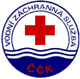 VODNÍ ZÁCHRANNÁ SLUŽBA
ČČK